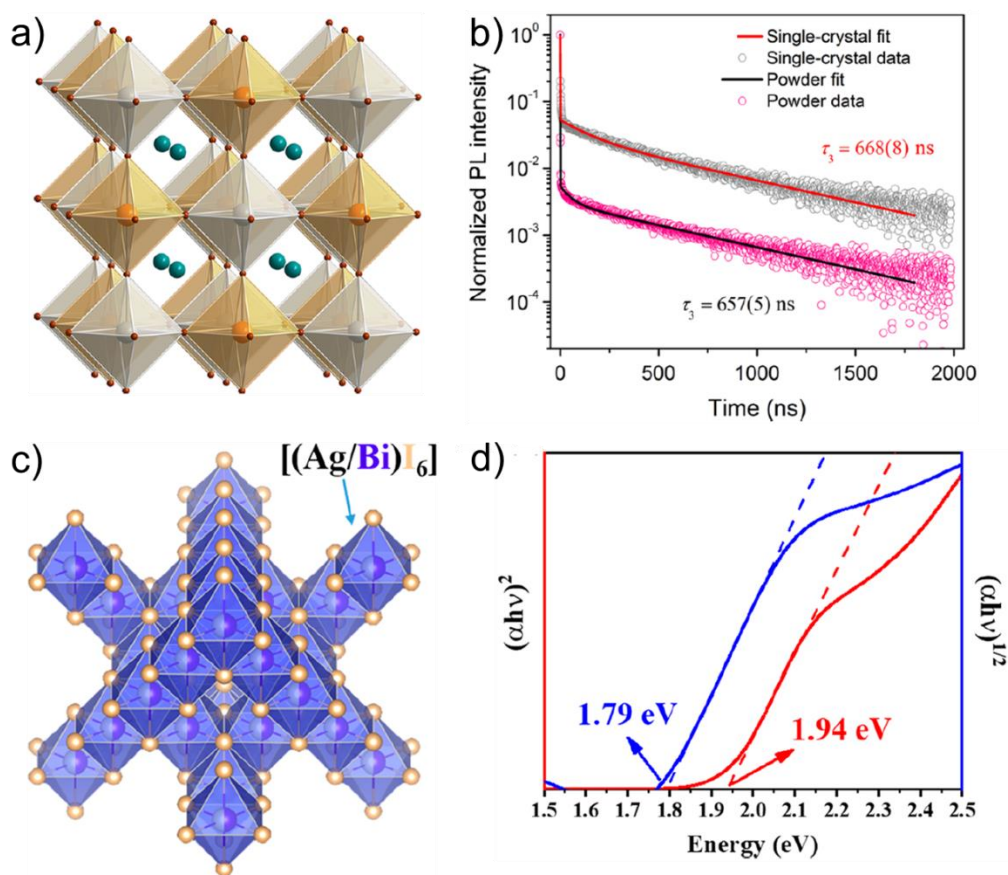 a)
b)
Normalized PL intensity
10⁰
10⁻¹
10⁻²
10⁻³
10⁻⁴
Single-crystal fit
Single-crystal data
Powder fit
Powder data
τ₃ = 668(8) ns
τ₃ = 657(5) ns
0 500 1000 1500 2000
Time (ns)
c)
[(Ag/Bi)I₆]
d)
(αhν)²
(αhν)¹/²
1.79 eV
1.94 eV
1.5 1.6 1.7 1.8 1.9 2.0 2.1 2.2 2.3 2.4 2.5
Energy (eV)